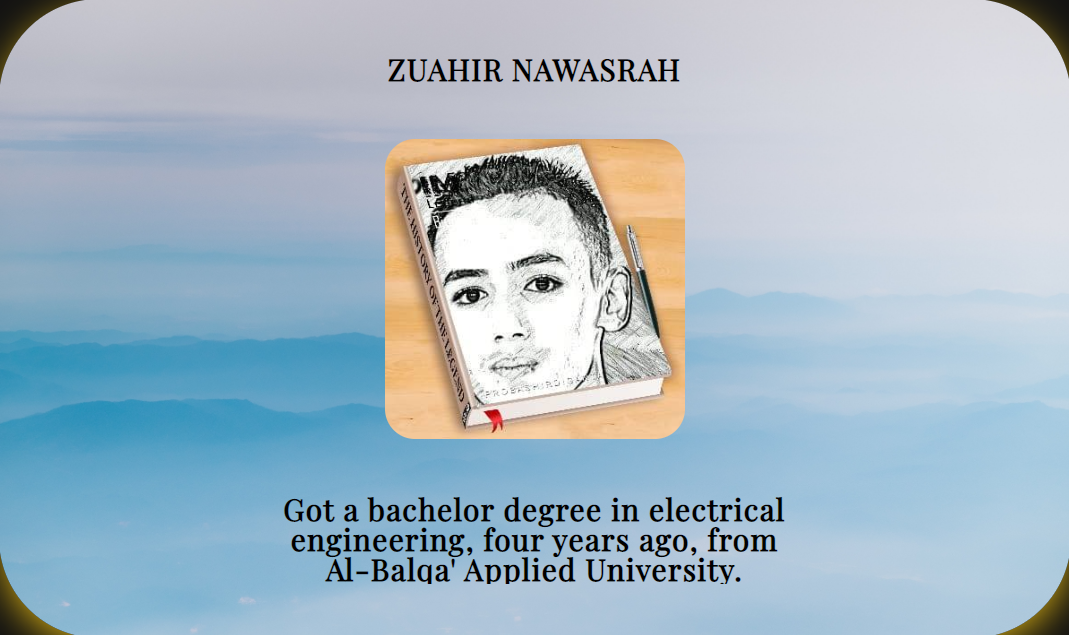 ZUAHIR NAWASRAH
THE HISTORY OF THE LEGEND
Got a bachelor degree in electrical
engineering, four years ago, from
Al-Balqa' Applied University.